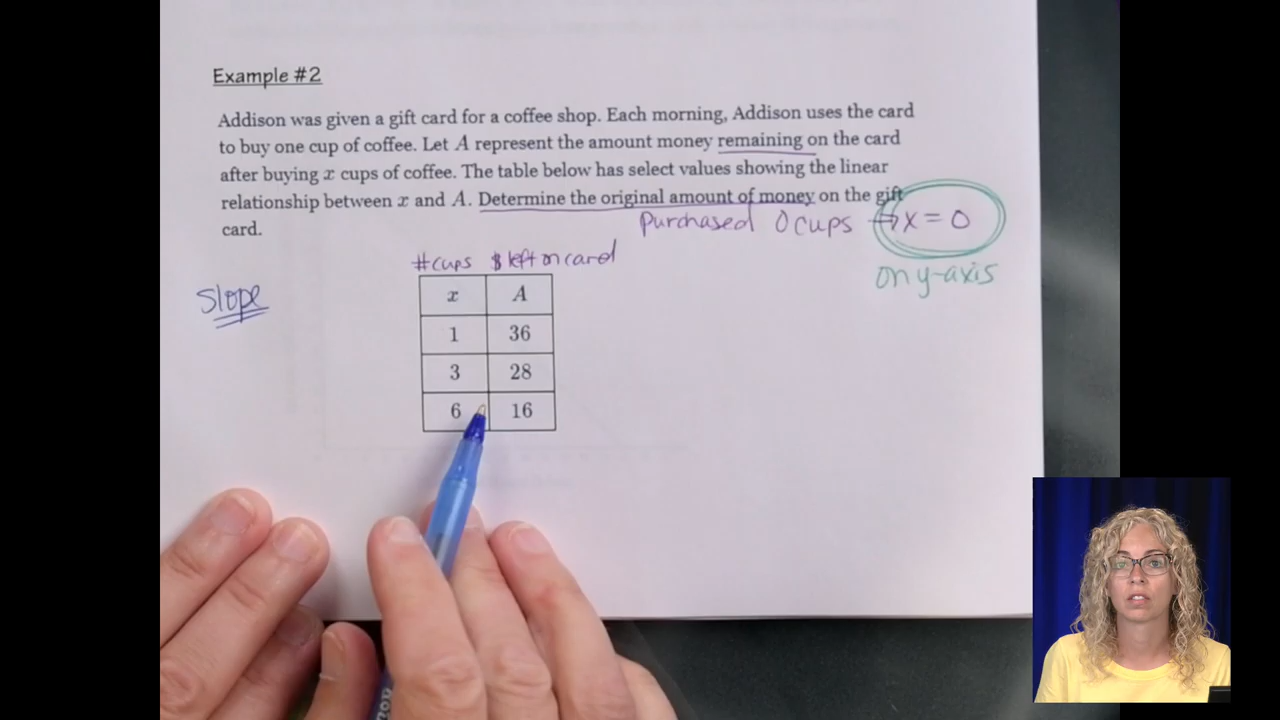 Example #2
Addison was given a gift card for a coffee shop. Each morning, Addison uses the card
to buy one cup of coffee. Let A represent the amount money remaining on the card
after buying x cups of coffee. The table below has select values showing the linear
relationship between x and A. Determine the original amount of money on the gift
card.
purchased 0 cups → x = 0
on y-axis
#cups $ left on card
Slope
x A
1 36
3 28
6 16